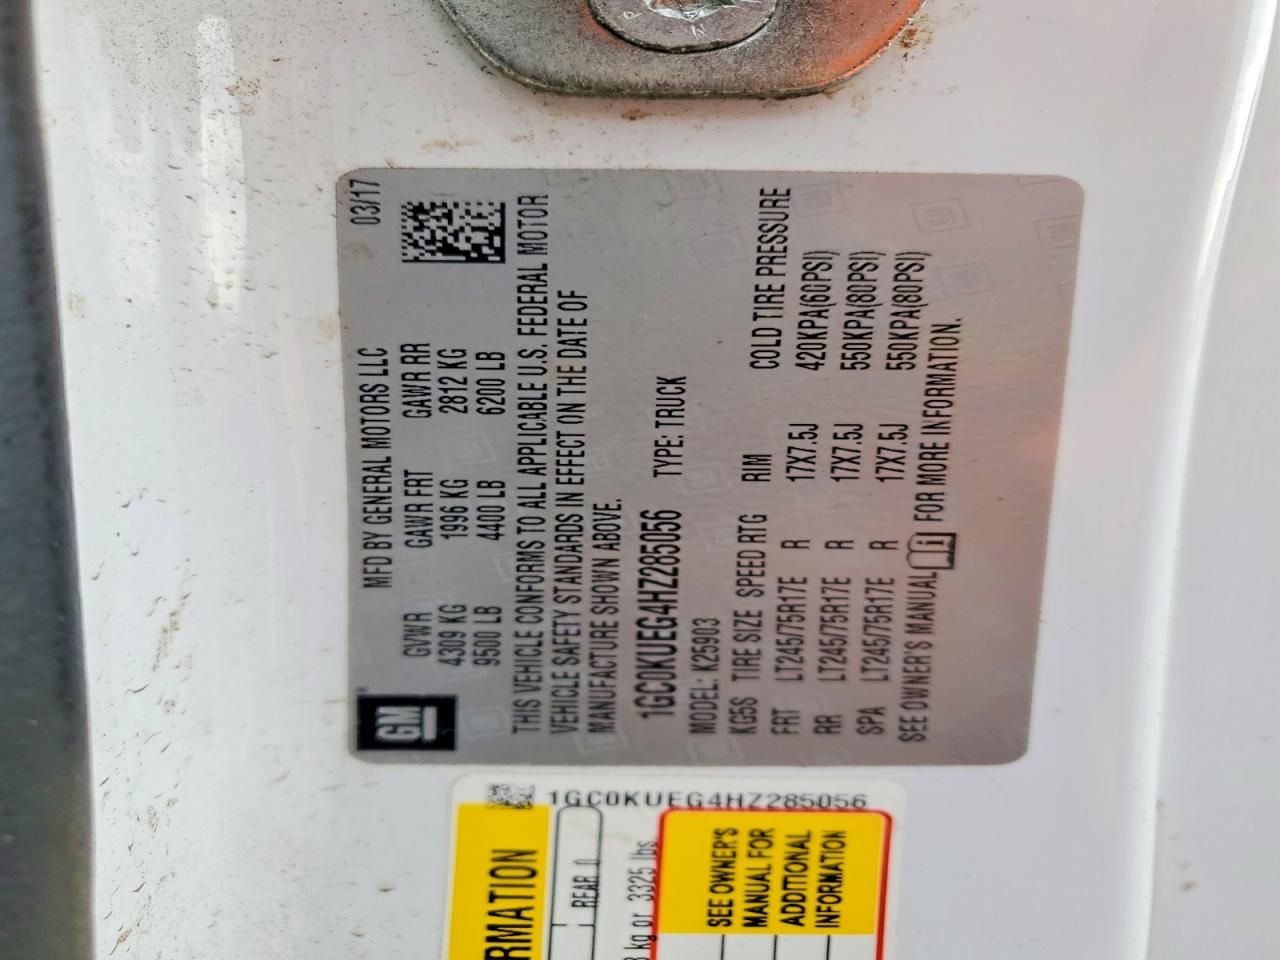 MFD BY GENERAL MOTORS LLC 03/17
GM
GVWR GAWR FRT GAWR RR
4309 KG 1996 KG 2812 KG
9500 LB 4400 LB 6200 LB
THIS VEHICLE CONFORMS TO ALL APPLICABLE U.S. FEDERAL MOTOR
VEHICLE SAFETY STANDARDS IN EFFECT ON THE DATE OF
MANUFACTURE SHOWN ABOVE.
1GC0KUEG4HZ285056 TYPE: TRUCK
MODEL: K25903
KG5S TIRE SIZE SPEED RTG RIM COLD TIRE PRESSURE
FRT LT245/75R17E R 17X7.5J 420KPA(60PSI)
RR LT245/75R17E R 17X7.5J 550KPA(80PSI)
SPA LT245/75R17E R 17X7.5J 550KPA(80PSI)
SEE OWNER'S MANUAL i FOR MORE INFORMATION.
1GC0KUEG4HZ285056
RMATION
REAR 0
kg or 3325 lbs
SEE OWNER'S
MANUAL FOR
ADDITIONAL
INFORMATION